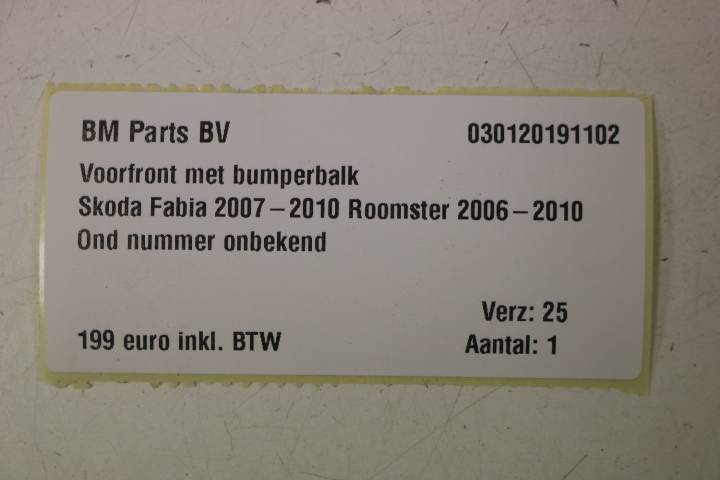 BM Parts BV 030120191102
Voorfront met bumperbalk
Skoda Fabia 2007–2010 Roomster 2006–2010
Ond nummer onbekend
Verz: 25
199 euro inkl. BTW Aantal: 1